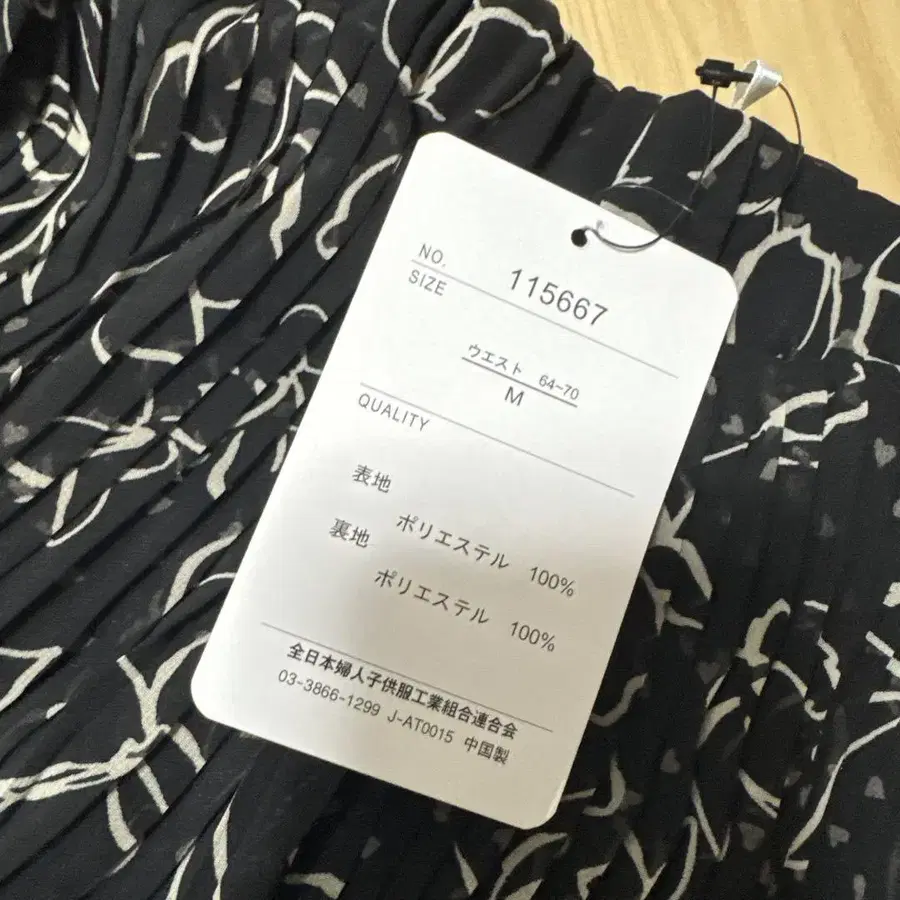 NO. 115667
SIZE
ウエスト 64-70
M
QUALITY
表地
ポリエステル 100%
裏地
ポリエステル 100%
全日本婦人子供服工業組合連合会
03-3866-1299 J-AT0015 中国製